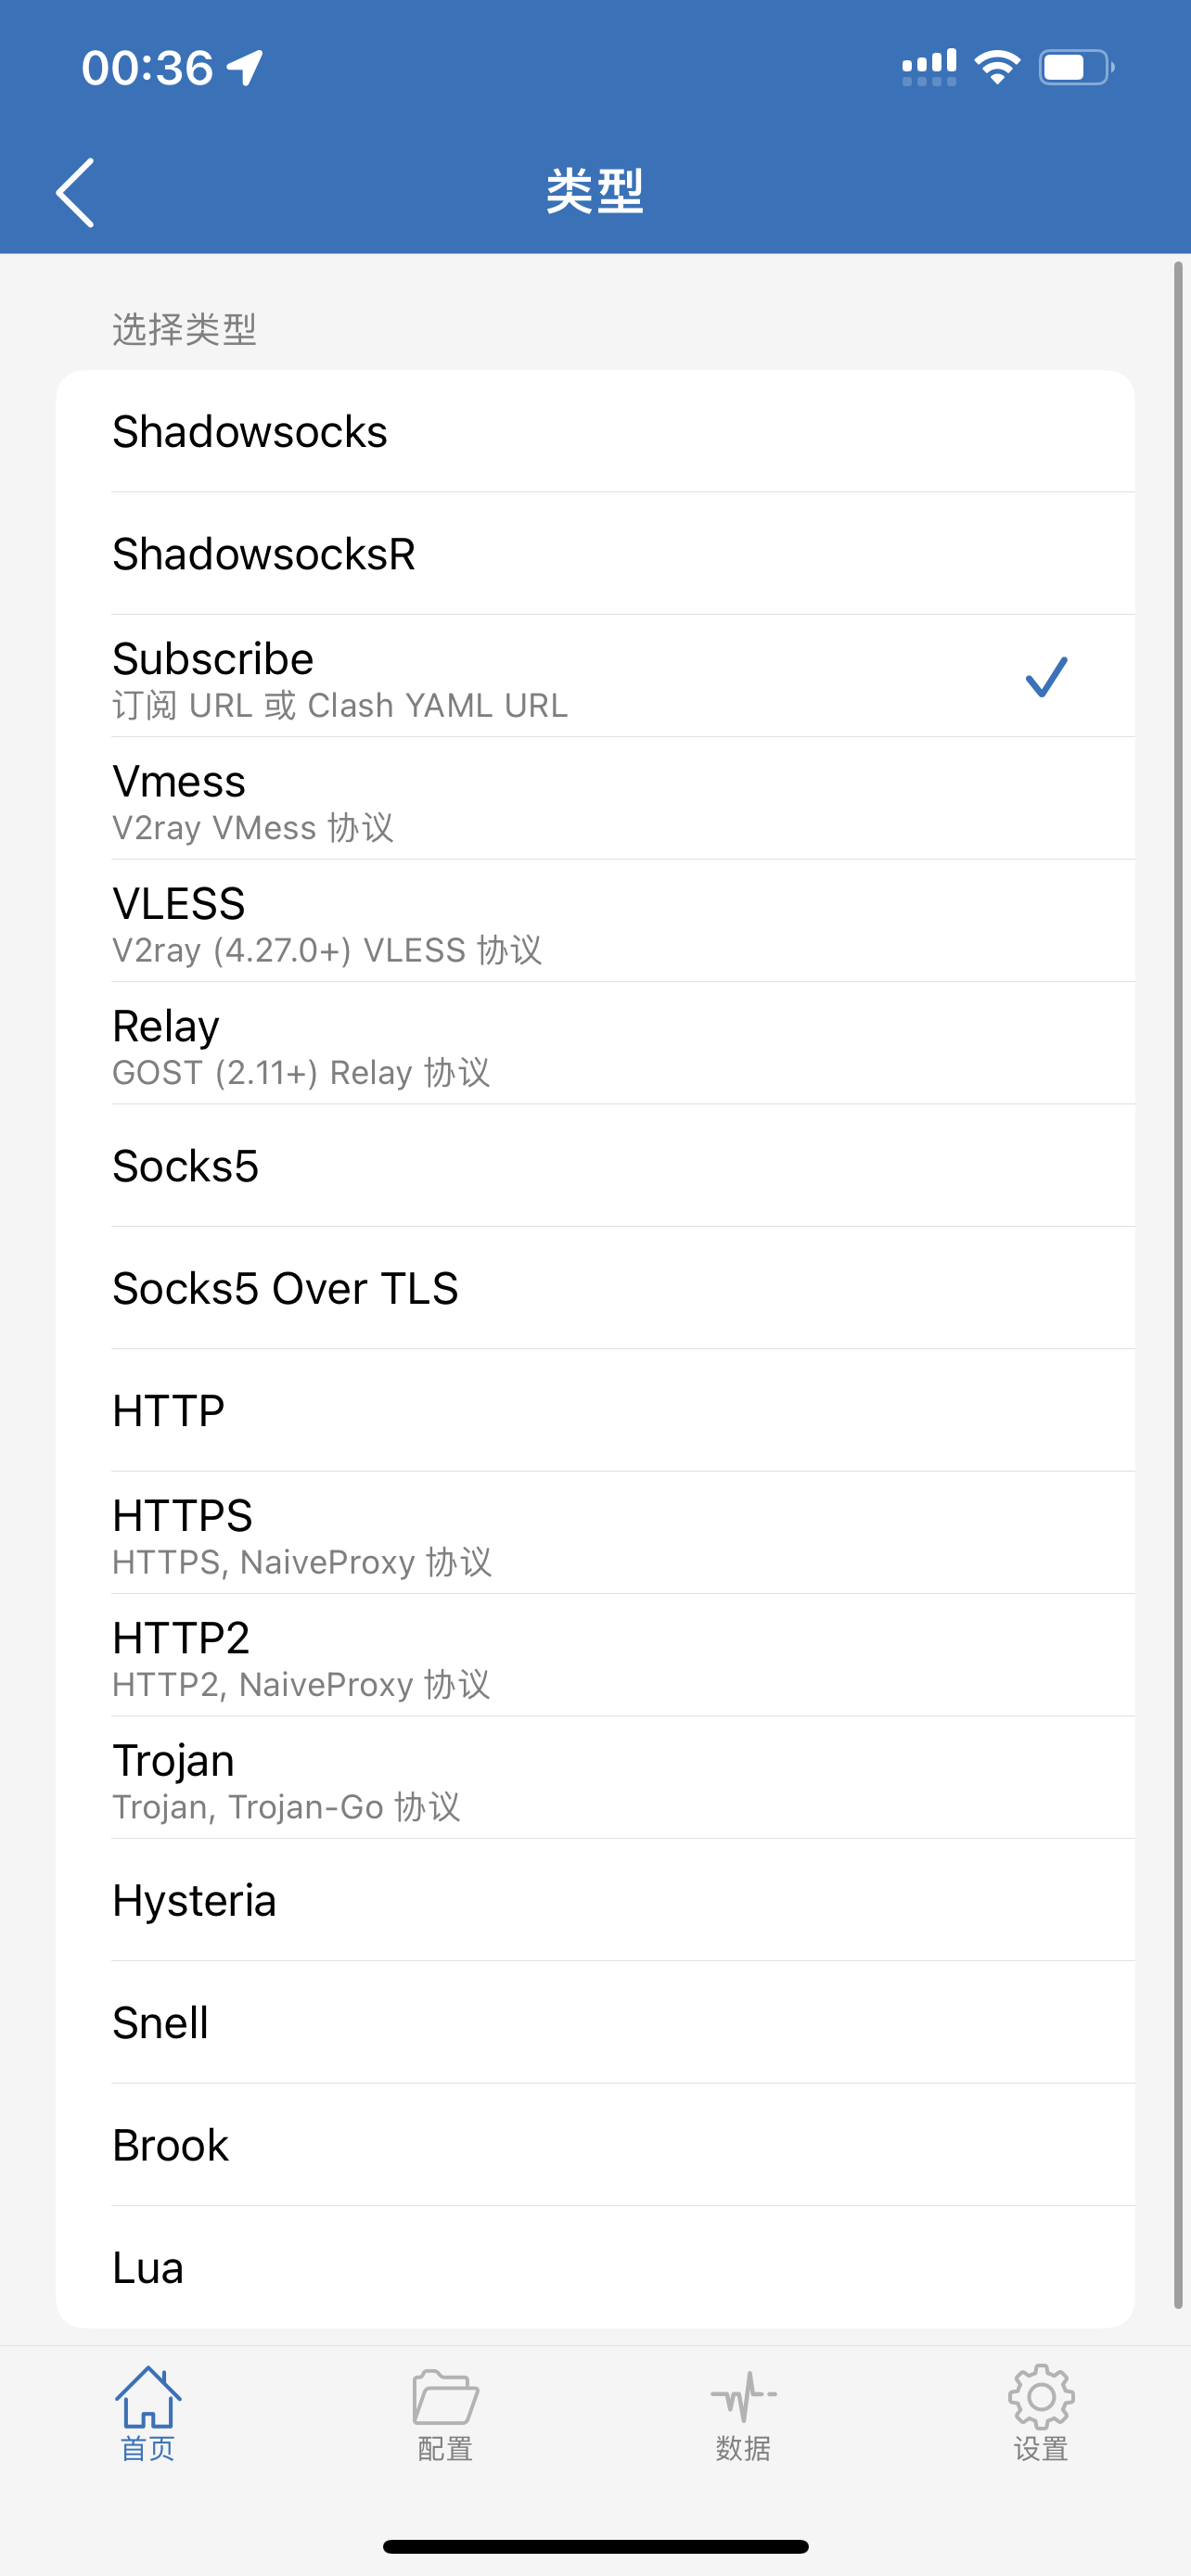 00:36
类型
选择类型
Shadowsocks
ShadowsocksR
Subscribe
订阅 URL 或 Clash YAML URL
Vmess
V2ray VMess 协议
VLESS
V2ray (4.27.0+) VLESS 协议
Relay
GOST (2.11+) Relay 协议
Socks5
Socks5 Over TLS
HTTP
HTTPS
HTTPS, NaiveProxy 协议
HTTP2
HTTP2, NaiveProxy 协议
Trojan
Trojan, Trojan-Go 协议
Hysteria
Snell
Brook
Lua
首页 配置 数据 设置